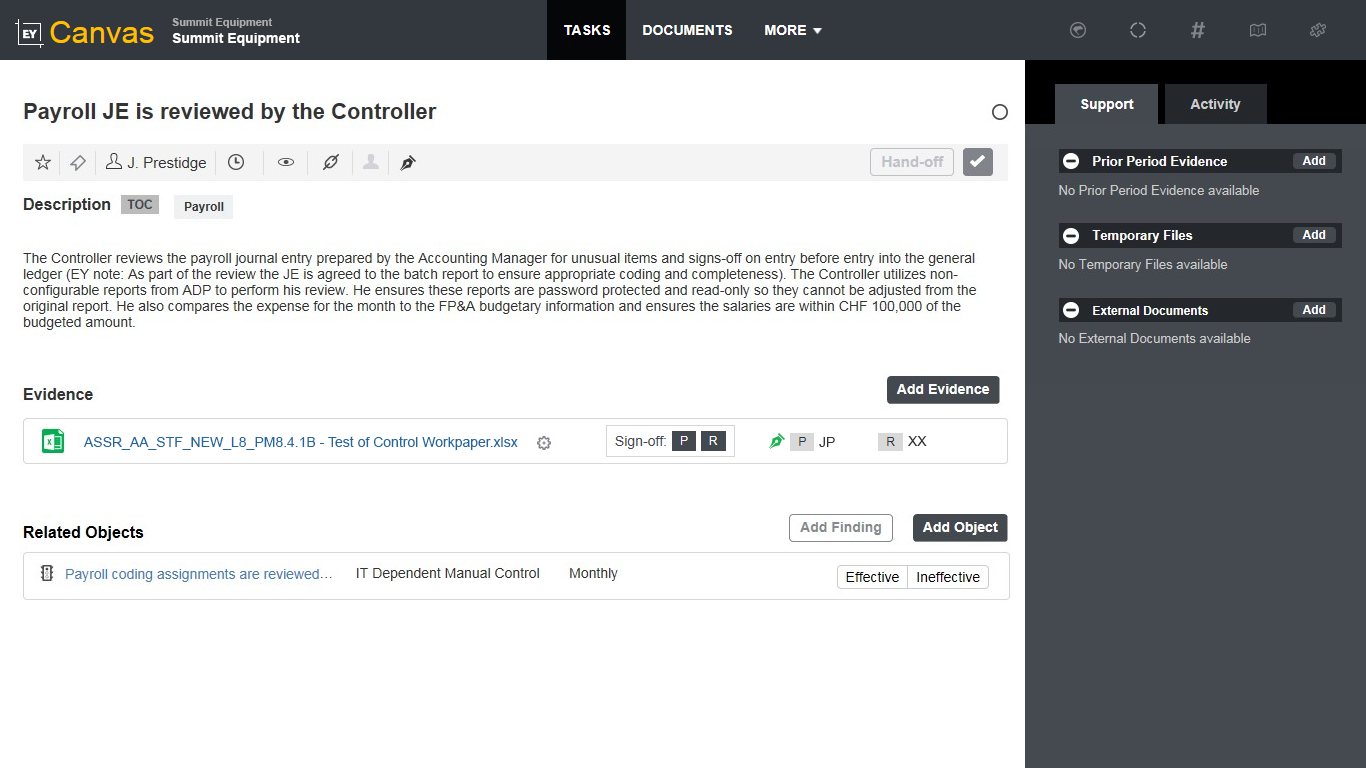 EY Canvas
Summit Equipment
Summit Equipment
TASKS DOCUMENTS MORE
Payroll JE is reviewed by the Controller
J. Prestidge
Hand-off
Description TOC Payroll
The Controller reviews the payroll journal entry prepared by the Accounting Manager for unusual items and signs-off on entry before entry into the general
ledger (EY note: As part of the review the JE is agreed to the batch report to ensure appropriate coding and completeness). The Controller utilizes non-
configurable reports from ADP to perform his review. He ensures these reports are password protected and read-only so they cannot be adjusted from the
original report. He also compares the expense for the month to the FP&A budgetary information and ensures the salaries are within CHF 100,000 of the
budgeted amount.
Evidence
Add Evidence
ASSR_AA_STF_NEW_L8_PM8.4.1B - Test of Control Workpaper.xlsx
Sign-off: P R
P JP
R XX
Related Objects
Add Finding
Add Object
Payroll coding assignments are reviewed…
IT Dependent Manual Control
Monthly
Effective
Ineffective
#
Support
Activity
Prior Period Evidence Add
No Prior Period Evidence available
Temporary Files Add
No Temporary Files available
External Documents Add
No External Documents available